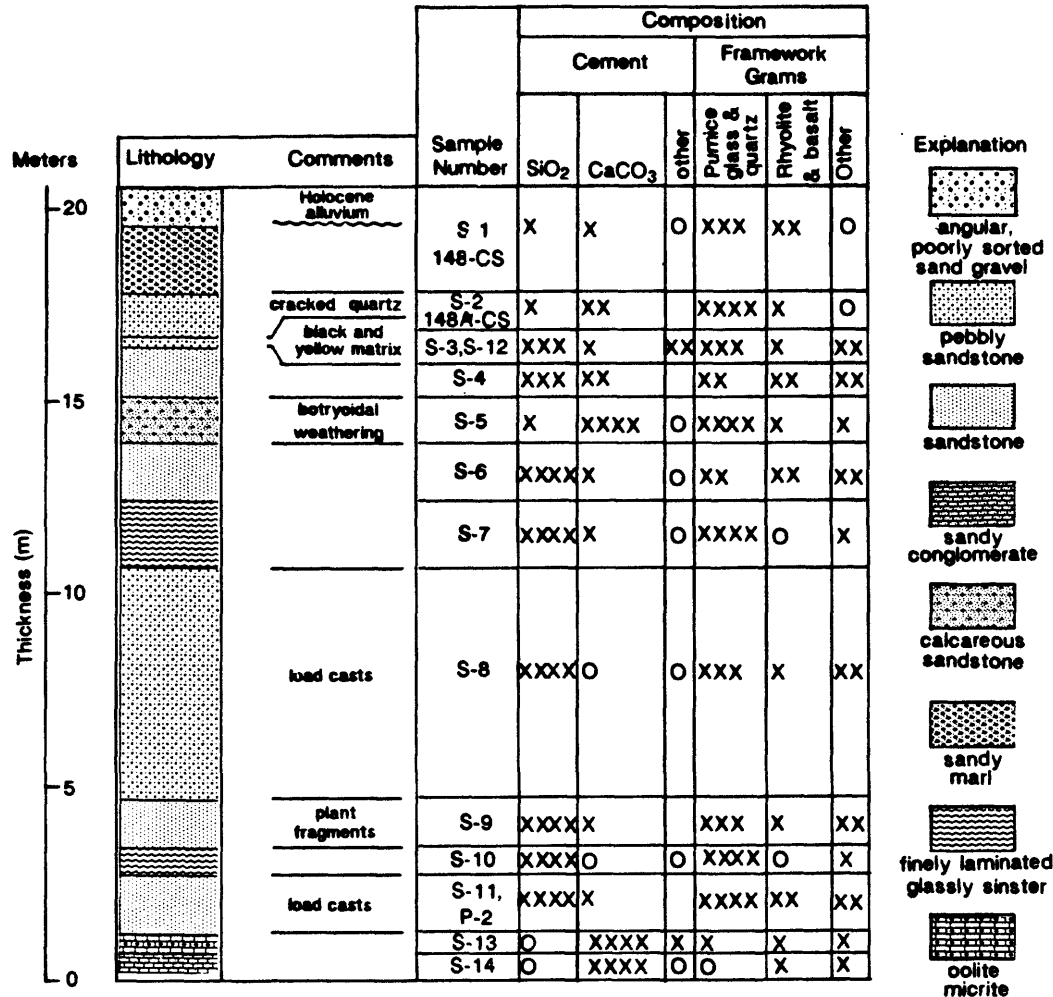 Composition
Cement
Framework
Grams
Meters
Lithology
Comments
Sample
Number
SiO2
CaCO3
other
Pumice
glass &
quartz
Rhyolite
& basalt
Other
Thickness (m)
20
15
10
5
0
Holocene
alluvium
S 1
148-CS
X X O XXX XX O
cracked quartz
S-2
148A-CS
X XX XXXX X O
black and
yellow matrix
S-3,S-12 XXX X XX XXX X XX
S-4 XXX XX XX XX XX
botryoidal
weathering
S-5 X XXXX O XXXX X X
S-6 XXXX X O XX XX XX
S-7 XXXX X O XXXX O X
load casts
S-8 XXXX O O XXX X XX
plant
fragments
S-9 XXXX X XXX X XX
S-10 XXXX O O XXXX O X
load casts
S-11,
P-2
XXXX X XXXX XX XX
S-13 O XXXX X X X X
S-14 O XXXX O O X X
Explanation
angular,
poorly sorted
sand gravel
pebbly
sandstone
sandstone
sandy
conglomerate
calcareous
sandstone
sandy
marl
finely laminated
glassly sinster
oolite
micrite